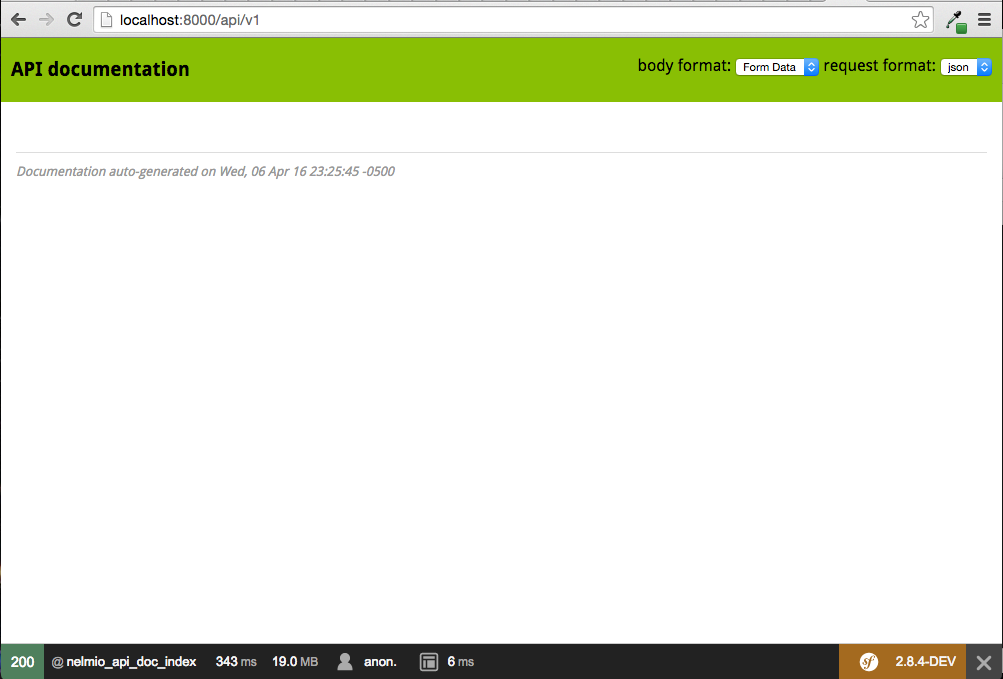 localhost:8000/api/v1
API documentation body format: Form Data request format: json
Documentation auto-generated on Wed, 06 Apr 16 23:25:45 -0500
200 @ nelmio_api_doc_index 343 ms 19.0 MB anon. 6 ms sf 2.8.4-DEV